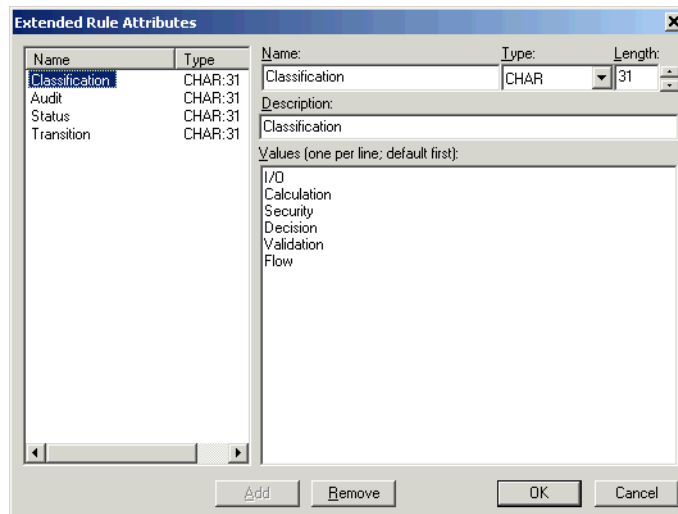 Extended Rule Attributes
Name Type
Classification CHAR:31
Audit CHAR:31
Status CHAR:31
Transition CHAR:31
Name: Type: Length:
Classification CHAR 31
Description:
Classification
Values (one per line; default first):
I/O
Calculation
Security
Decision
Validation
Flow
Add Remove OK Cancel